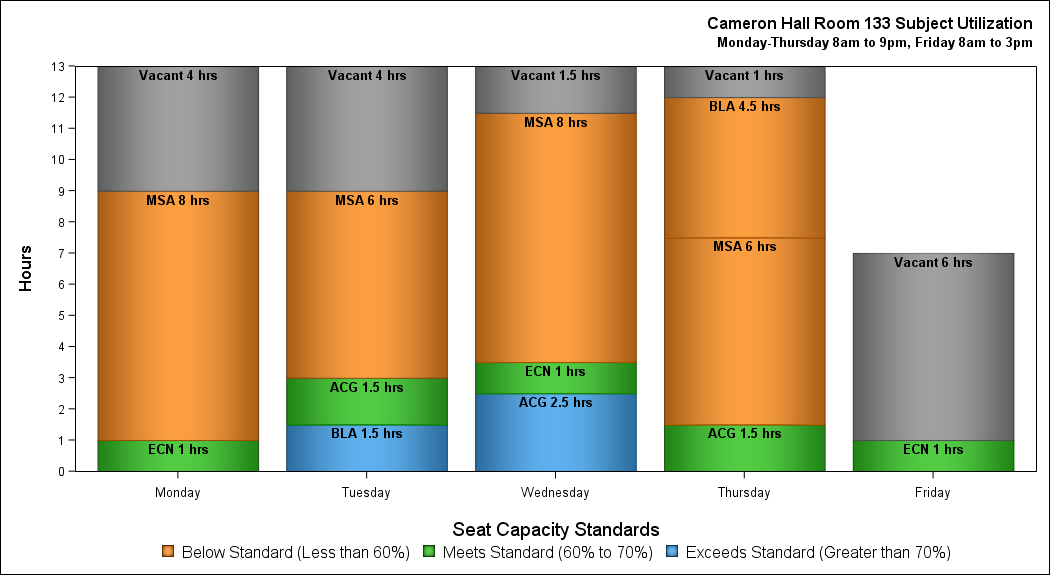 Cameron Hall Room 133 Subject Utilization
Monday-Thursday 8am to 9pm, Friday 8am to 3pm
Hours
13
12
11
10
9
8
7
6
5
4
3
2
1
0
Vacant 4 hrs
MSA 8 hrs
ECN 1 hrs
Vacant 4 hrs
MSA 6 hrs
ACG 1.5 hrs
BLA 1.5 hrs
Vacant 1.5 hrs
MSA 8 hrs
ECN 1 hrs
ACG 2.5 hrs
Vacant 1 hrs
BLA 4.5 hrs
MSA 6 hrs
ACG 1.5 hrs
Vacant 6 hrs
ECN 1 hrs
Monday Tuesday Wednesday Thursday Friday
Seat Capacity Standards
Below Standard (Less than 60%) Meets Standard (60% to 70%) Exceeds Standard (Greater than 70%)